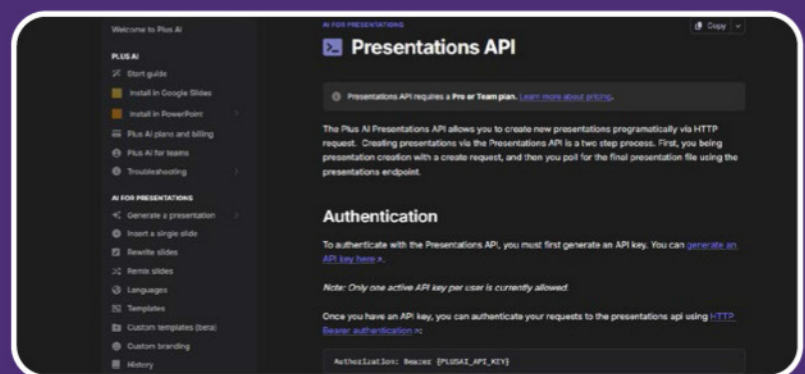 Welcome to Plus AI
PLUS AI
Start guide
Install in Google Slides
Install in PowerPoint
Plus AI plans and billing
Plus AI for teams
Troubleshooting
AI FOR PRESENTATIONS
Generate a presentation
Insert a single slide
Rewrite slides
Remix slides
Languages
Templates
Custom templates (beta)
Custom branding
History
AI FOR PRESENTATIONS
Copy
Presentations API
Presentations API requires a Pro or Team plan. Learn more about pricing.
The Plus AI Presentations API allows you to create new presentations programatically via HTTP
request. Creating presentations via the Presentations API is a two step process. First, you being
presentation creation with a create request, and then you poll for the final presentation file using the
presentations endpoint.
Authentication
To authenticate with the Presentations API, you must first generate an API key. You can generate an
API key here.
Note: Only one active API key per user is currently allowed.
Once you have an API key, you can authenticate your requests to the presentations api using HTTP
Bearer authentication:
Authorization: Bearer {PLUSAI_API_KEY}